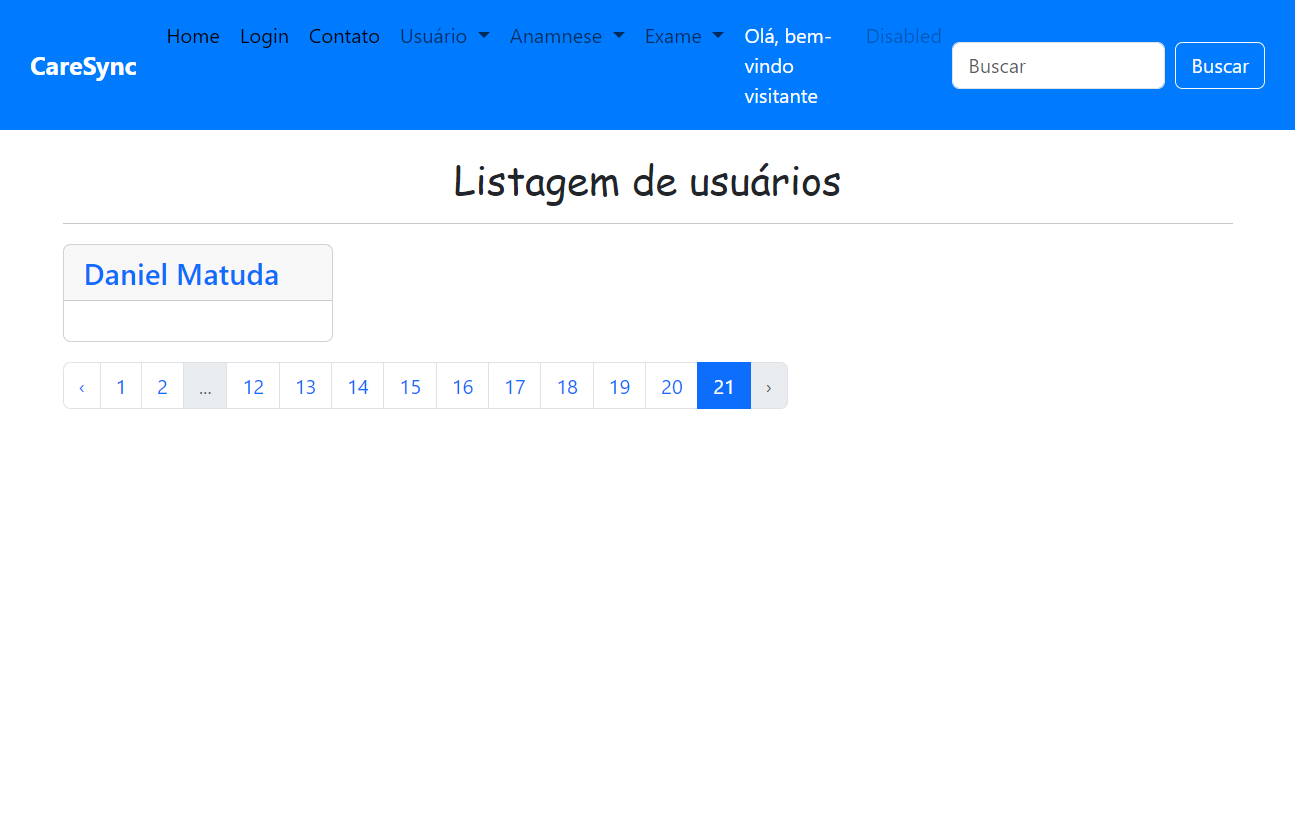 CareSync
Home Login Contato Usuário Anamnese Exame
Olá, bem-
vindo
visitante
Disabled
Buscar
Buscar
Listagem de usuários
Daniel Matuda
‹ 1 2 ... 12 13 14 15 16 17 18 19 20 21 ›